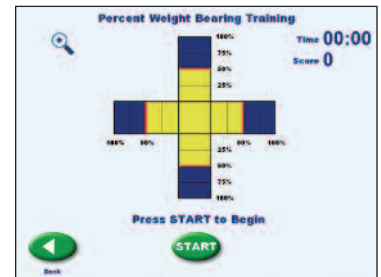 Percent Weight Bearing Training
Time 00:00
Score 0
100%
75%
50%
25%
100% 50% 50% 100%
25%
50%
75%
100%
Press START to Begin
START
Back